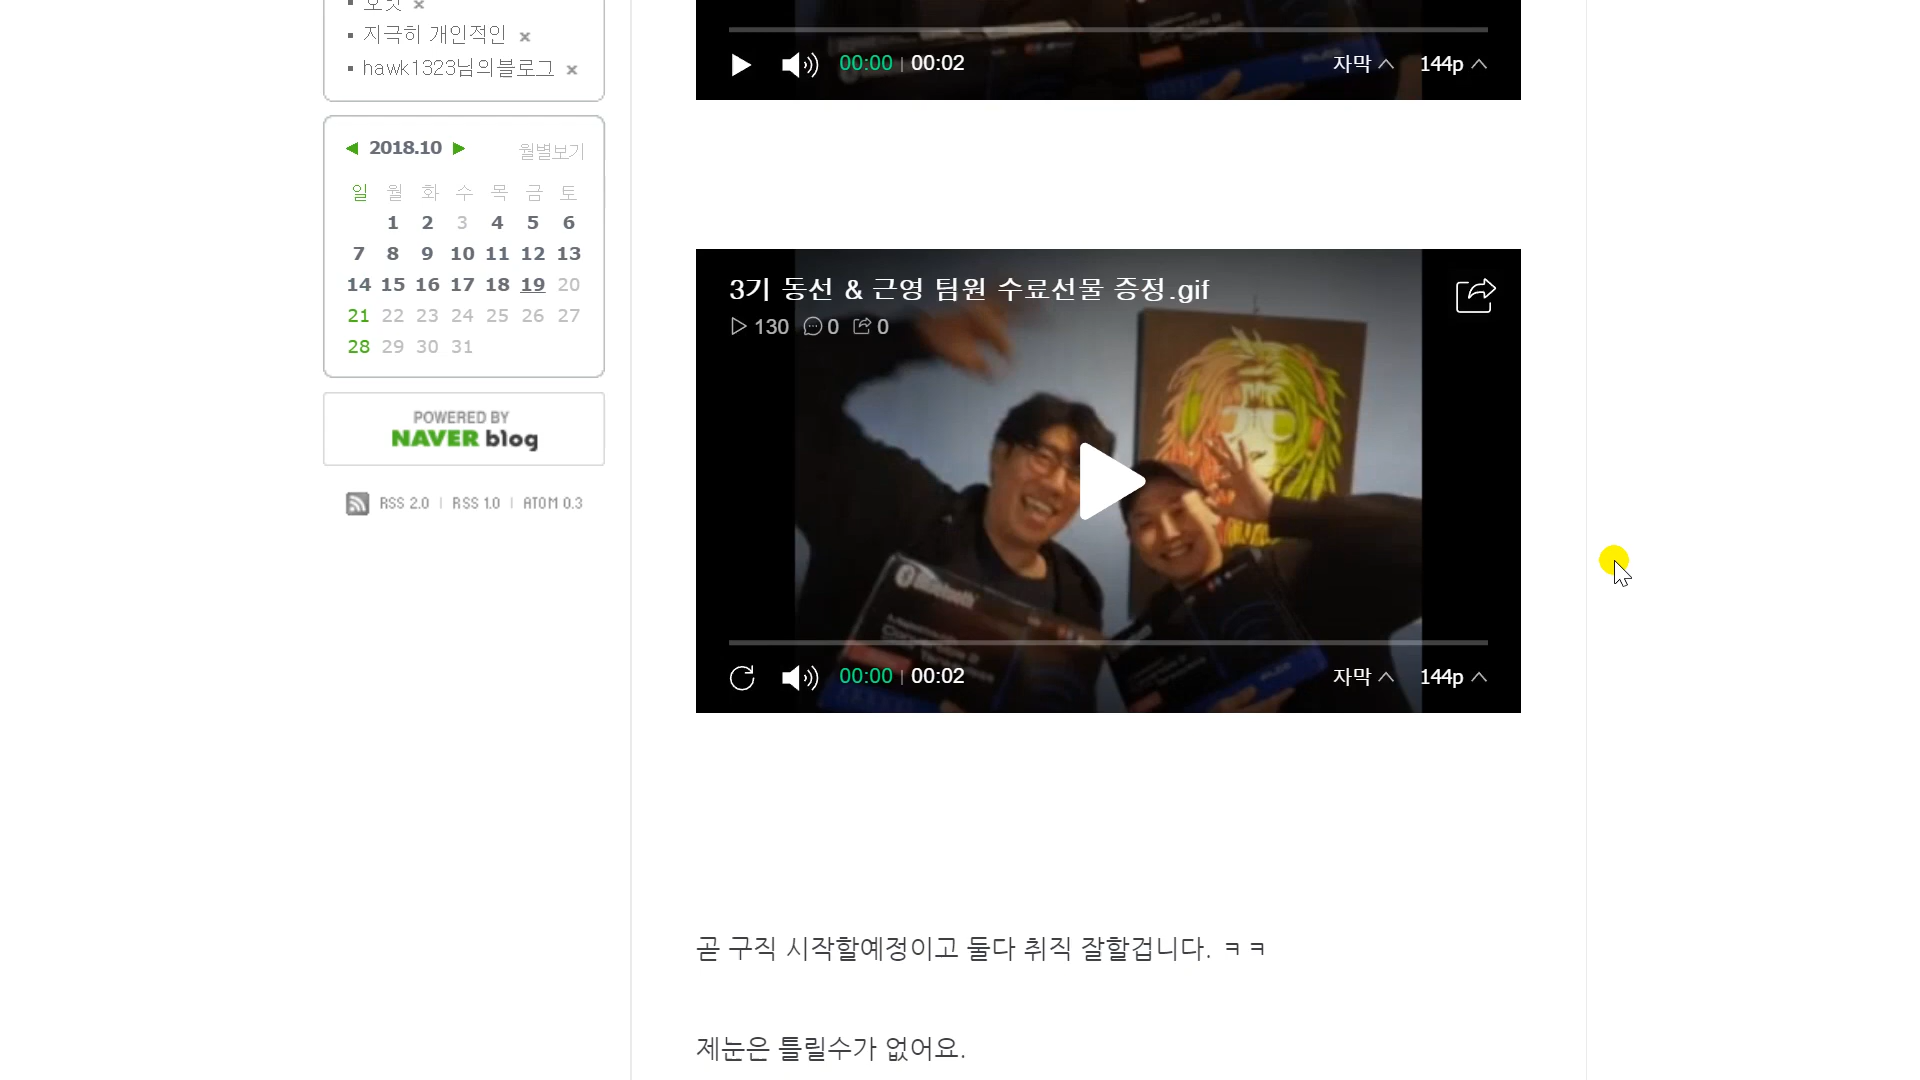 지극히 개인적인
hawk1323님의블로그
2018.10
월별보기
일 월 화 수 목 금 토
1 2 3 4 5 6
7 8 9 10 11 12 13
14 15 16 17 18 19 20
21 22 23 24 25 26 27
28 29 30 31
POWERED BY
NAVER blog
RSS 2.0 | RSS 1.0 | ATOM 0.3
00:00 | 00:02 자막 144p
3기 동선 & 근영 팀원 수료선물 증정.gif
130 0 0
Bluetooth
00:00 | 00:02 자막 144p
곧 구직 시작할예정이고 둘다 취직 잘할겁니다. ㅋㅋ
제눈은 틀릴수가 없어요.